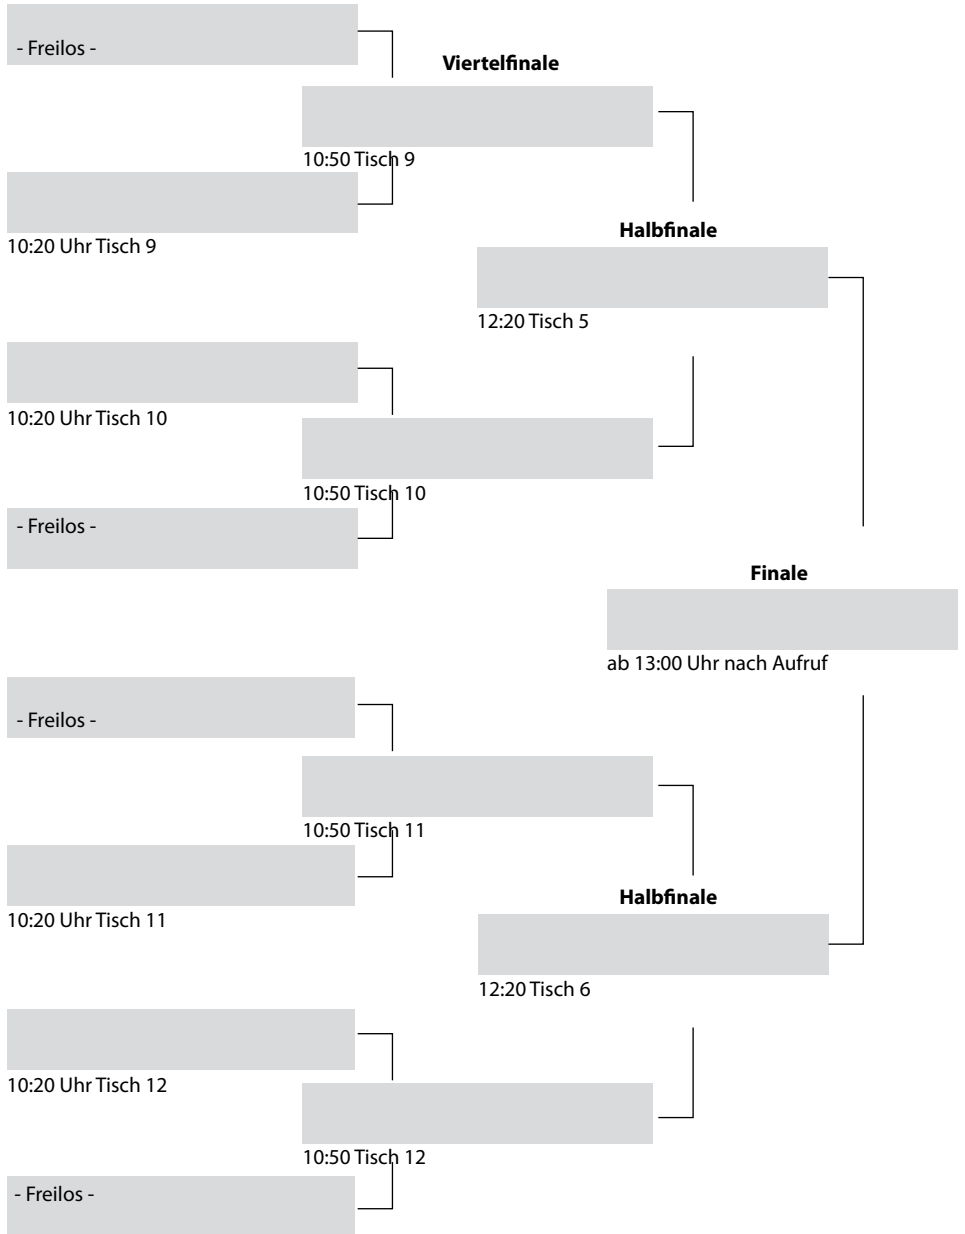 - Freilos -
Viertelfinale
10:50 Tisch 9
10:20 Uhr Tisch 9
Halbfinale
12:20 Tisch 5
10:20 Uhr Tisch 10
10:50 Tisch 10
- Freilos -
Finale
ab 13:00 Uhr nach Aufruf
- Freilos -
10:50 Tisch 11
Halbfinale
10:20 Uhr Tisch 11
12:20 Tisch 6
10:20 Uhr Tisch 12
10:50 Tisch 12
- Freilos -